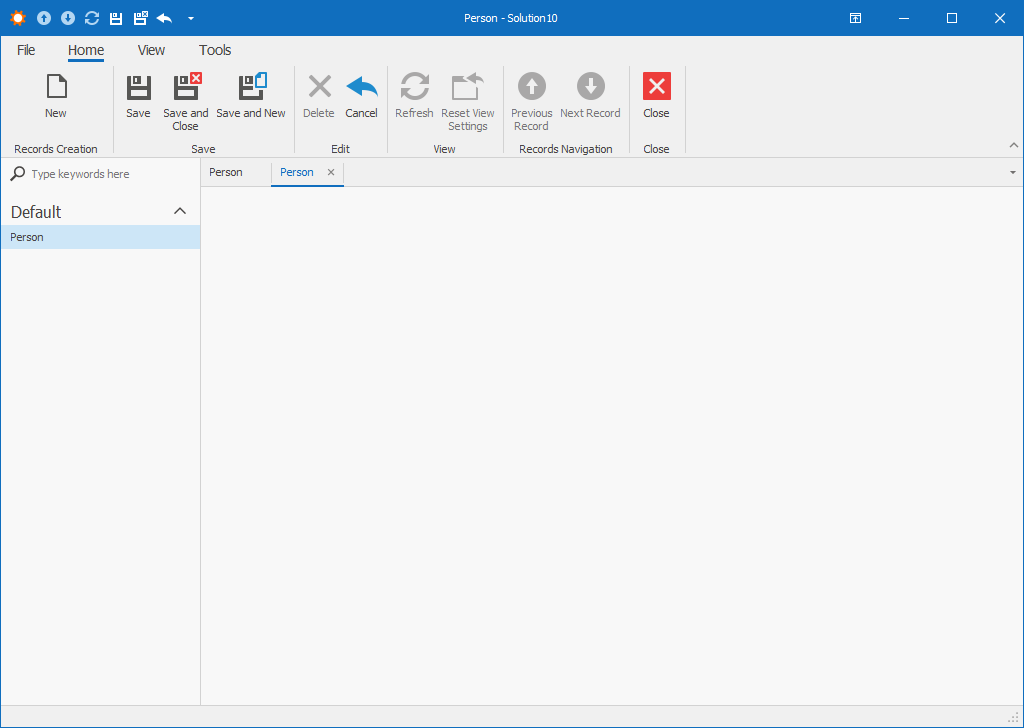 Person - Solution10
File Home View Tools
New
Save
Save and
Close
Save and New
Delete
Cancel
Refresh
Reset View
Settings
Previous
Record
Next Record
Close
Records Creation
Save
Edit
View
Records Navigation
Close
Type keywords here
Person
Person
Default
Person